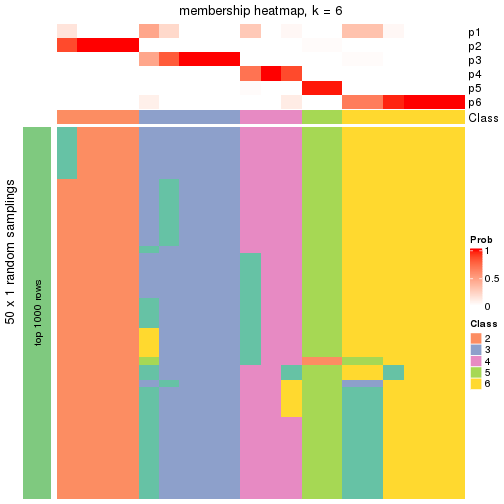 membership heatmap, k = 6
p1
p2
p3
p4
p5
p6
Class
50 x 1 random samplings
top 1000 rows
Prob
1
0.5
0
Class
2
3
4
5
6